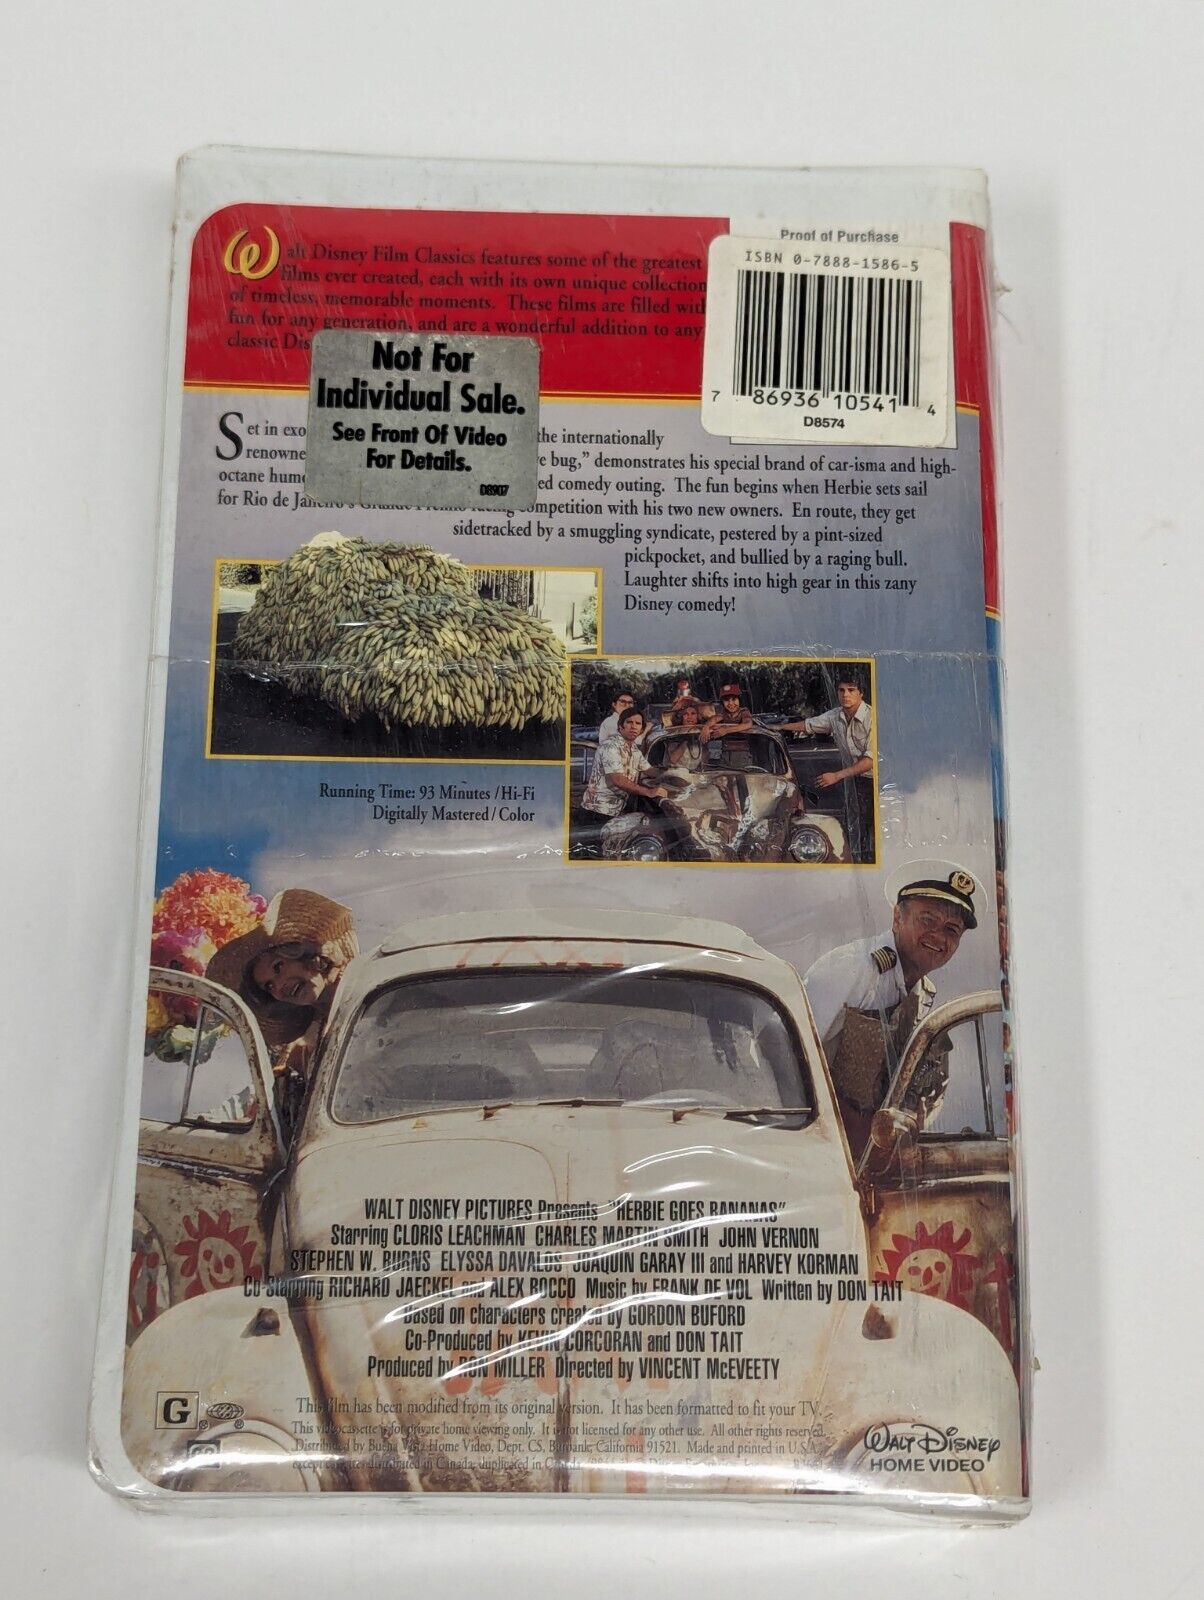 Walt Disney Film Classics features some of the greatest
films ever created, each with its own unique collection
of timeless, memorable moments. These films are filled with
fun for any generation, and are a wonderful addition to any
classic
Proof of Purchase
ISBN 0-7888-1586-5
7 86936 10541 4
D8574
Not For
Individual Sale.
See Front Of Video
For Details.
D8907
Set in the internationally
bug," demonstrates his special brand of car-isma and high-
octane comedy outing. The fun begins when Herbie sets sail
for Rio de Janeiro's Grande Premio racing competition with his two new owners. En route, they get
sidetracked by a smuggling syndicate, pestered by a pint-sized
pickpocket, and bullied by a raging bull.
Laughter shifts into high gear in this zany
Disney comedy!
Running Time: 93 Minutes/Hi-Fi
Digitally Mastered/Color
WALT DISNEY PICTURES Presents "HERBIE GOES BANANAS"
Starring CLORIS LEACHMAN CHARLES MARTIN SMITH JOHN VERNON
STEPHEN W. BURNS ELYSSA DAVALOS JOAQUIN GARAY III and HARVEY KORMAN
Co-Starring RICHARD JAECKEL and ALEX ROCCO Music by FRANK DE VOL Written by DON TAIT
Based on characters created by GORDON BUFORD
Co-Produced by KEVIN CORCORAN and DON TAIT
Produced by RON MILLER Directed by VINCENT McEVEETY
G
This film has been modified from its original version. It has been formatted to fit your TV.
This videocassette is for private home viewing only. It is not licensed for any other use. All other rights reserved.
Distributed by Buena Vista Home Video, Dept. CS, Burbank, California 91521. Made and printed in U.S.A.
Canada, duplicated in
WALT DISNEY
HOME VIDEO